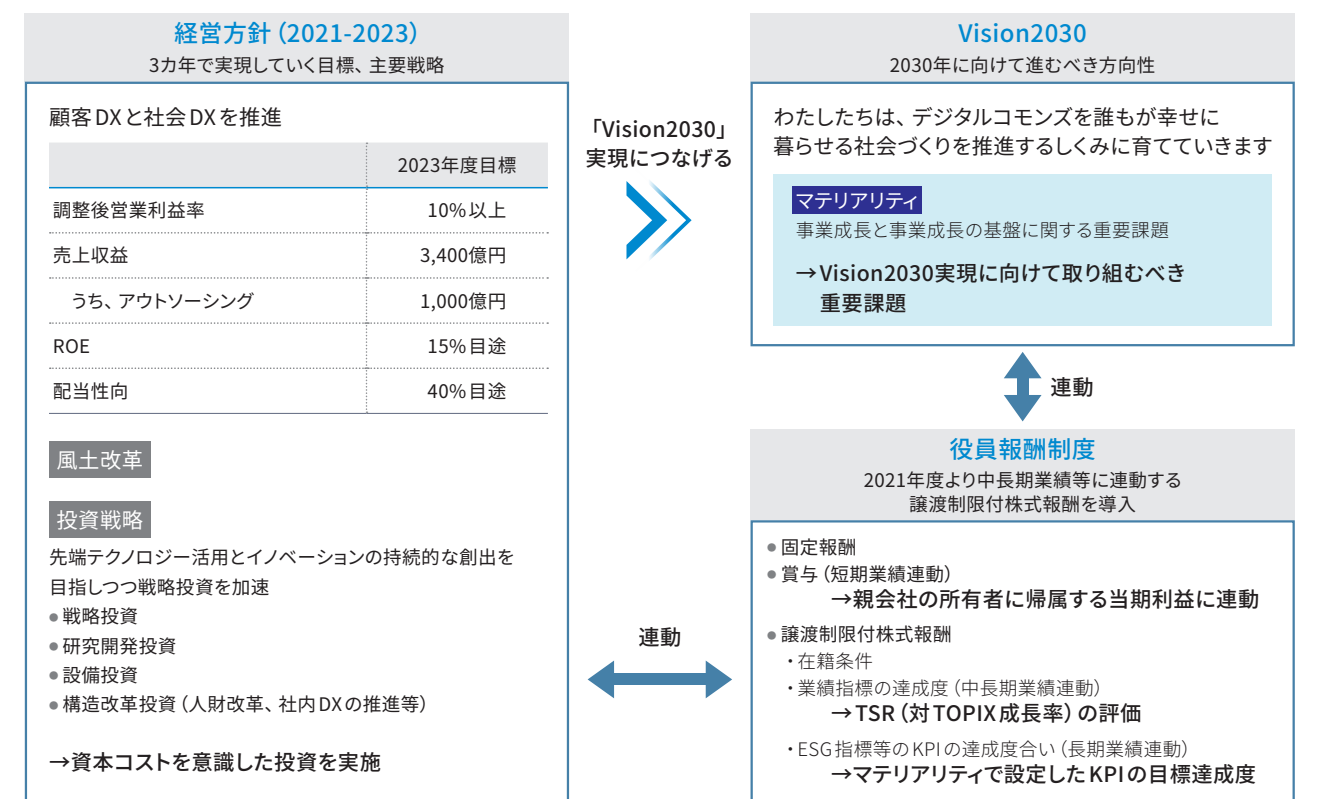 経営方針（2021-2023）
3カ年で実現していく目標、主要戦略
顧客DXと社会DXを推進
2023年度目標
調整後営業利益率 10%以上
売上収益 3,400億円
うち、アウトソーシング 1,000億円
ROE 15%目途
配当性向 40%目途
風土改革
投資戦略
先端テクノロジー活用とイノベーションの持続的な創出を
目指しつつ戦略投資を加速
●戦略投資
●研究開発投資
●設備投資
●構造改革投資（人財改革、社内DXの推進等）
→資本コストを意識した投資を実施
「Vision2030」
実現につなげる
Vision2030
2030年に向けて進むべき方向性
わたしたちは、デジタルコモンズを誰もが幸せに
暮らせる社会づくりを推進するしくみに育てていきます
マテリアリティ
事業成長と事業成長の基盤に関する重要課題
→Vision2030実現に向けて取り組むべき
重要課題
連動
連動
役員報酬制度
2021年度より中長期業績等に連動する
譲渡制限付株式報酬を導入
●固定報酬
●賞与（短期業績連動）
→親会社の所有者に帰属する当期利益に連動
●譲渡制限付株式報酬
・在籍条件
・業績指標の達成度（中長期業績連動）
→TSR（対TOPIX成長率）の評価
・ESG指標等のKPIの達成度合い（長期業績連動）
→マテリアリティで設定したKPIの目標達成度